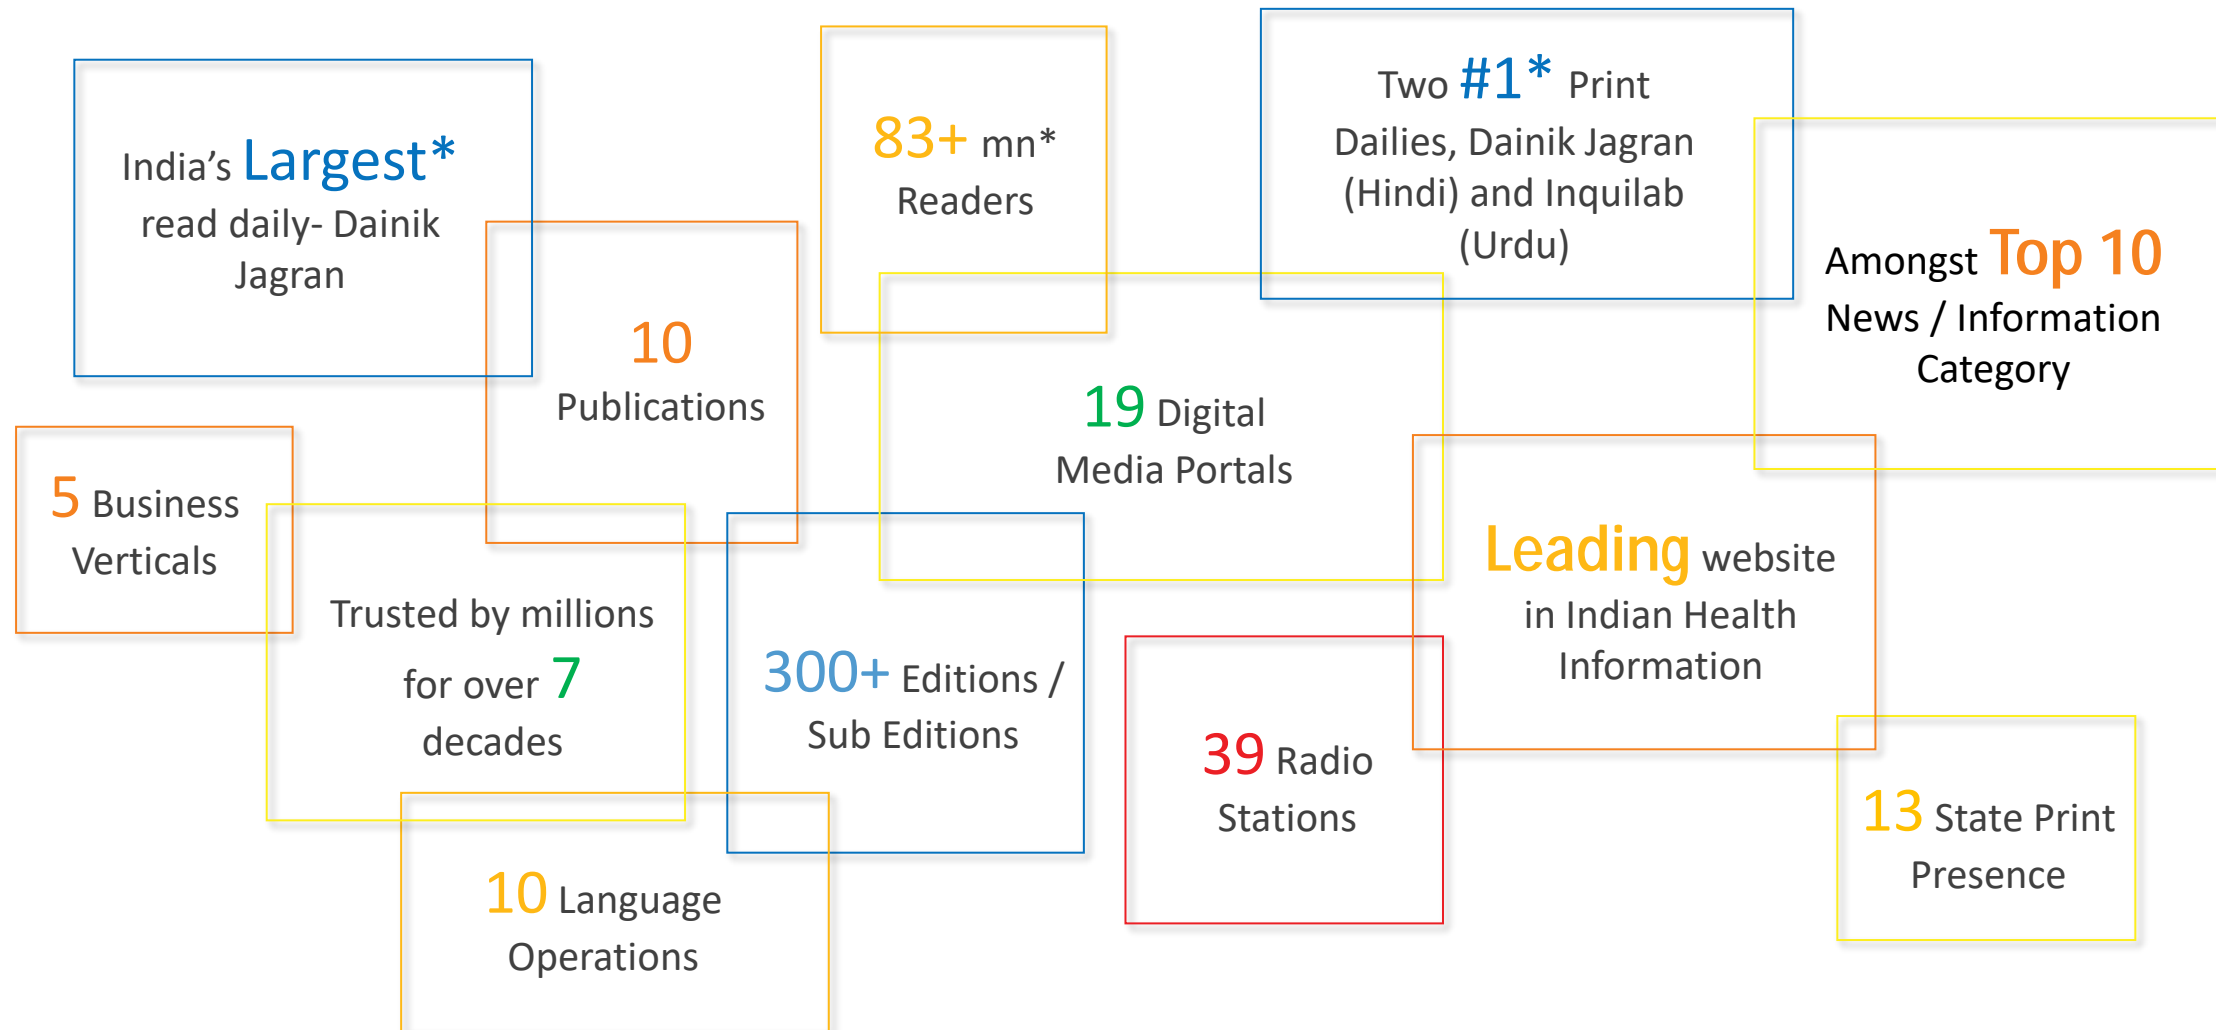 India’s Largest*
read daily- Dainik
Jagran
10
Publications
83+ mn*
Readers
Two #1* Print
Dailies, Dainik Jagran
(Hindi) and Inquilab
(Urdu)
Amongst Top 10
News / Information
Category
19 Digital
Media Portals
5 Business
Verticals
Trusted by millions
for over 7
decades
300+ Editions /
Sub Editions
Leading website
in Indian Health
Information
39 Radio
Stations
13 State Print
Presence
10 Language
Operations